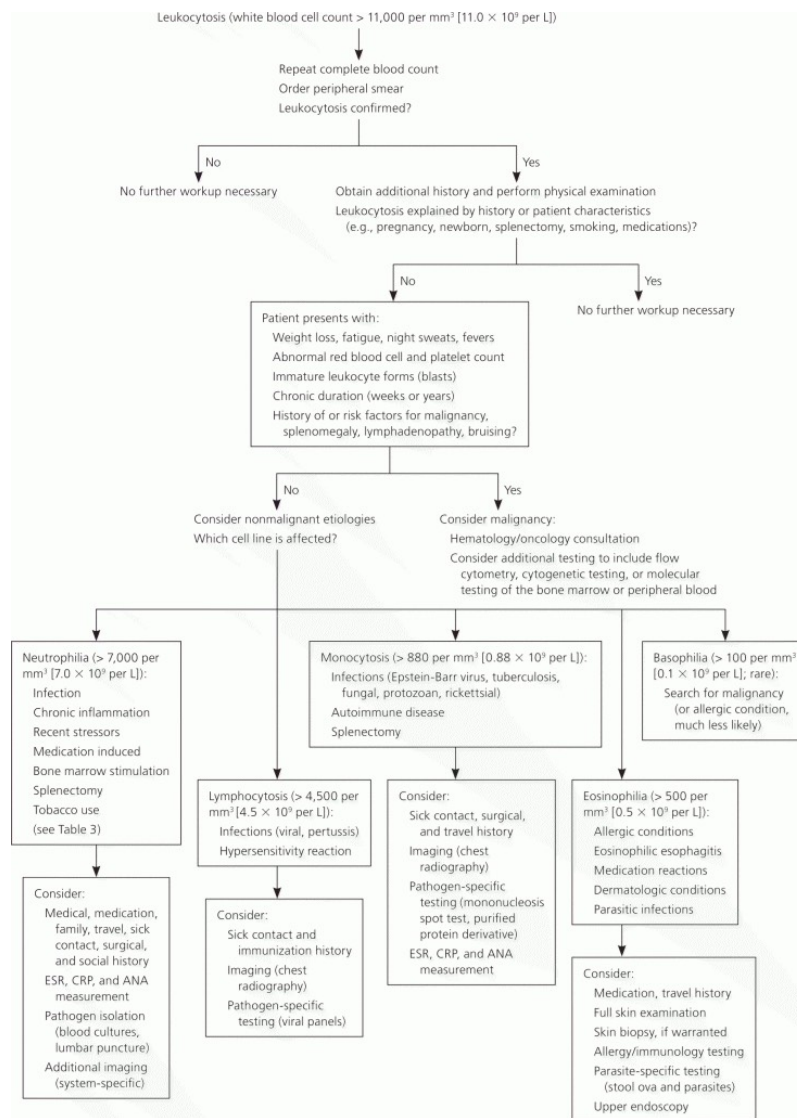 Leukocytosis (white blood cell count > 11,000 per mm³ [11.0 × 10⁹ per L])
Repeat complete blood count
Order peripheral smear
Leukocytosis confirmed?
No
Yes
No further workup necessary
Obtain additional history and perform physical examination
Leukocytosis explained by history or patient characteristics
(e.g., pregnancy, newborn, splenectomy, smoking, medications)?
No
Yes
No further workup necessary
Patient presents with:
Weight loss, fatigue, night sweats, fevers
Abnormal red blood cell and platelet count
Immature leukocyte forms (blasts)
Chronic duration (weeks or years)
History of or risk factors for malignancy,
splenomegaly, lymphadenopathy, bruising?
No
Yes
Consider nonmalignant etiologies
Which cell line is affected?
Consider malignancy:
Hematology/oncology consultation
Consider additional testing to include flow
cytometry, cytogenetic testing, or molecular
testing of the bone marrow or peripheral blood
Neutrophilia (> 7,000 per
mm³ [7.0 × 10⁹ per L]):
Infection
Chronic inflammation
Recent stressors
Medication induced
Bone marrow stimulation
Splenectomy
Tobacco use
(see Table 3)
Consider:
Medical, medication,
family, travel, sick
contact, surgical,
and social history
ESR, CRP, and ANA
measurement
Pathogen isolation
(blood cultures,
lumbar puncture)
Additional imaging
(system-specific)
Lymphocytosis (> 4,500 per
mm³ [4.5 × 10⁹ per L]):
Infections (viral, pertussis)
Hypersensitivity reaction
Consider:
Sick contact and
immunization history
Imaging (chest
radiography)
Pathogen-specific
testing (viral panels)
Monocytosis (> 880 per mm³ [0.88 × 10⁹ per L]):
Infections (Epstein-Barr virus, tuberculosis,
fungal, protozoan, rickettsial)
Autoimmune disease
Splenectomy
Consider:
Sick contact, surgical,
and travel history
Imaging (chest
radiography)
Pathogen-specific
testing (mononucleosis
spot test, purified
protein derivative)
ESR, CRP, and ANA
measurement
Eosinophilia (> 500 per
mm³ [0.5 × 10⁹ per L]):
Allergic conditions
Eosinophilic esophagitis
Medication reactions
Dermatologic conditions
Parasitic infections
Consider:
Medication, travel history
Full skin examination
Skin biopsy, if warranted
Allergy/immunology testing
Parasite-specific testing
(stool ova and parasites)
Upper endoscopy
Basophilia (> 100 per mm³
[0.1 × 10⁹ per L]; rare):
Search for malignancy
(or allergic condition,
much less likely)